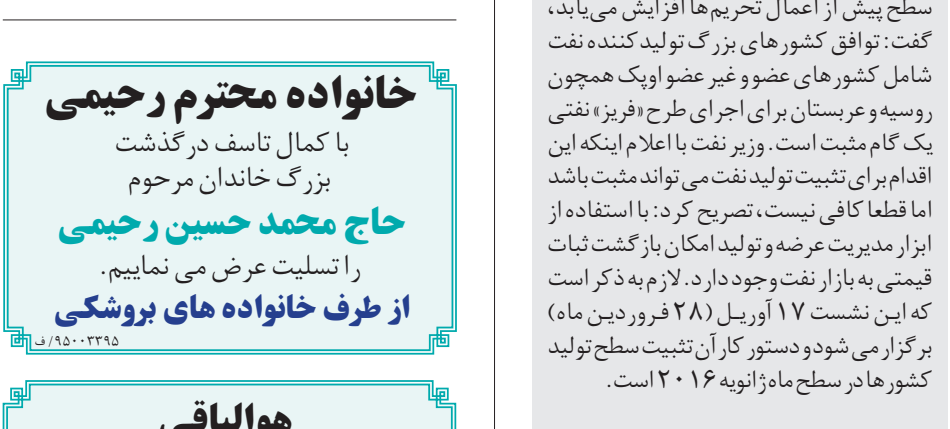 سطح پیش از اعمال تحریم‌ها افزایش می‌یابد،
گفت: توافق کشورهای بزرگ تولیدکننده نفت
شامل کشورهای عضو و غیر عضو اوپک همچون
روسیه و عربستان برای اجرای طرح «فریز» نفتی
یک گام مثبت است. وزیر نفت با اعلام اینکه این
اقدام برای تثبیت تولید نفت می‌تواند مثبت باشد
اما قطعا کافی نیست، تصریح کرد: با استفاده از
ابزار مدیریت عرضه و تولید امکان بازگشت ثبات
قیمتی به بازار نفت وجود دارد. لازم به ذکر است
که این نشست ۱۷ آوریل (۲۸ فروردین ماه)
برگزار می‌شود و دستور کار آن تثبیت سطح تولید
کشورها در سطح ماه ژانویه ۲۰۱۶ است.
خانواده محترم رحیمی
با کمال تاسف درگذشت
بزرگ خاندان مرحوم
حاج محمد حسین رحیمی
را تسلیت عرض می نماییم.
از طرف خانواده های بروشکی
۹۵۰۰۳۳۹۵/ ف
هوالباقی